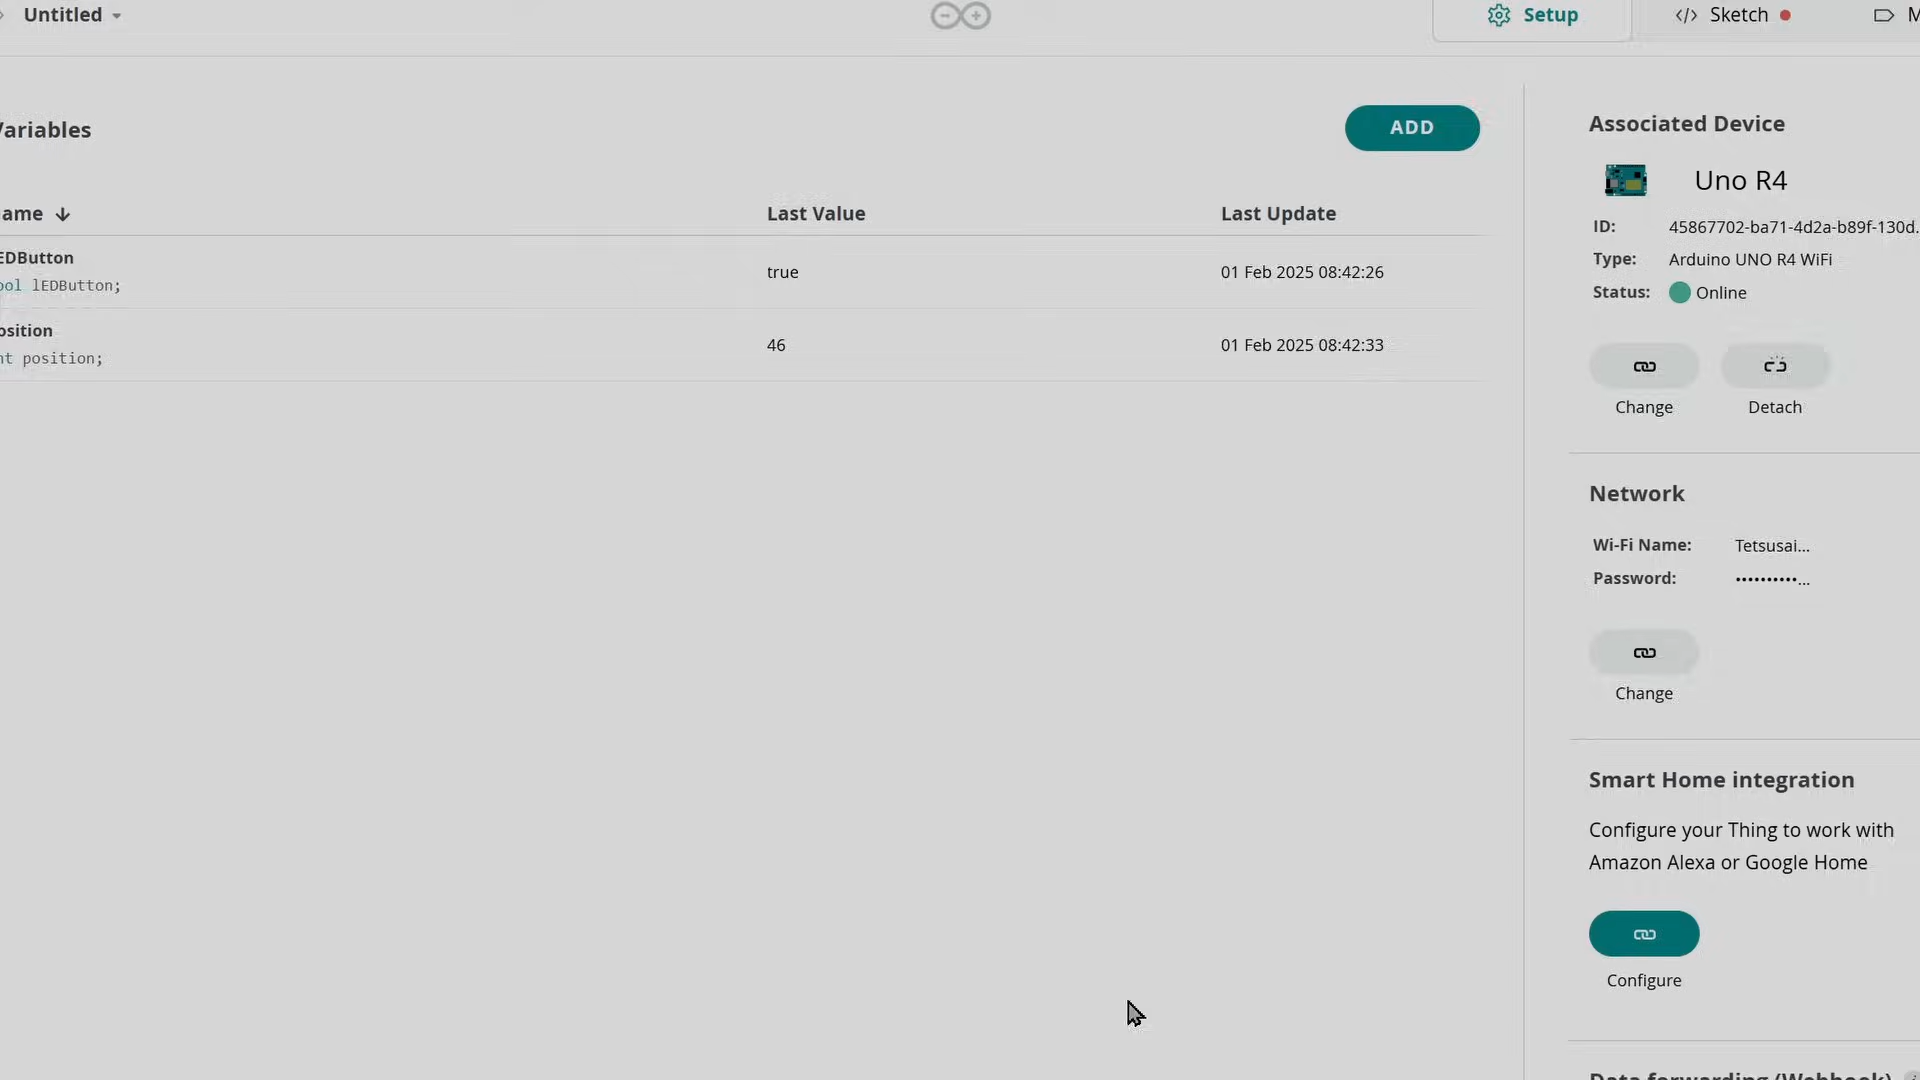 Untitled
Setup
</> Sketch
Variables
ADD
ame
Last Value
Last Update
EDButton
ool lEDButton;
true
01 Feb 2025 08:42:26
osition
nt position;
46
01 Feb 2025 08:42:33
Associated Device
Uno R4
ID: 45867702-ba71-4d2a-b89f-130d.
Type: Arduino UNO R4 WiFi
Status: Online
Change Detach
Network
Wi-Fi Name: Tetsusai...
Password: ••••••••••...
Change
Smart Home integration
Configure your Thing to work with
Amazon Alexa or Google Home
Configure
Data forwarding (Webhook)